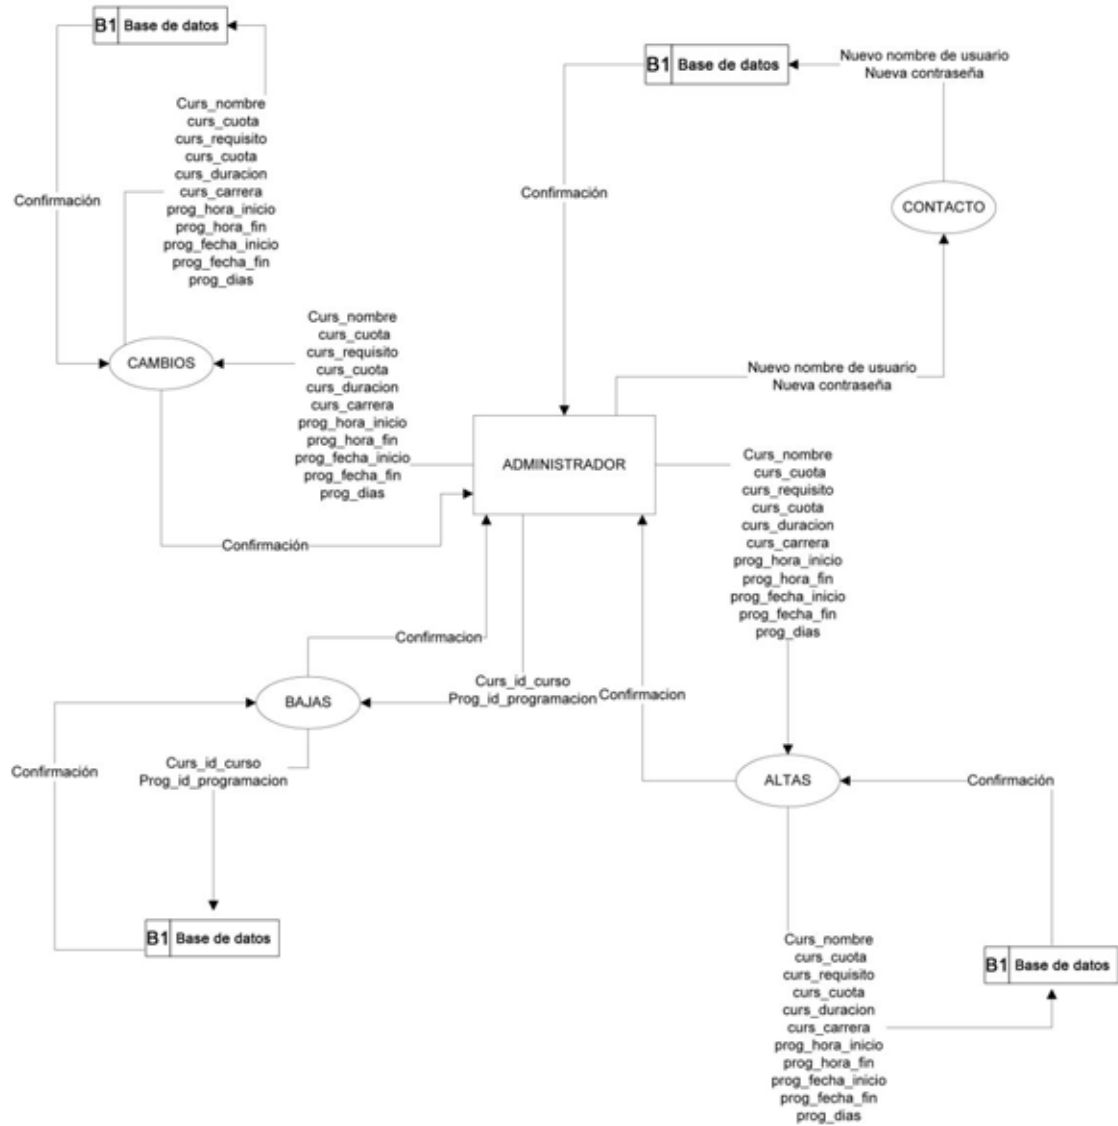 B1 Base de datos
Curs_nombre
curs_cuota
curs_requisito
curs_cuota
curs_duracion
curs_carrera
prog_hora_inicio
prog_hora_fin
prog_fecha_inicio
prog_fecha_fin
prog_dias
Confirmación
CAMBIOS
B1 Base de datos
Nuevo nombre de usuario
Nueva contraseña
Confirmación
CONTACTO
Curs_nombre
curs_cuota
curs_requisito
curs_cuota
curs_duracion
curs_carrera
prog_hora_inicio
prog_hora_fin
prog_fecha_inicio
prog_fecha_fin
prog_dias
Nuevo nombre de usuario
Nueva contraseña
ADMINISTRADOR
Confirmación
Curs_nombre
curs_cuota
curs_requisito
curs_cuota
curs_duracion
curs_carrera
prog_hora_inicio
prog_hora_fin
prog_fecha_inicio
prog_fecha_fin
prog_dias
Confirmacion
BAJAS
Curs_id_curso
Prog_id_programacion
Confirmacion
Confirmación
Curs_id_curso
Prog_id_programacion
ALTAS
Confirmación
B1 Base de datos
Curs_nombre
curs_cuota
curs_requisito
curs_cuota
curs_duracion
curs_carrera
prog_hora_inicio
prog_hora_fin
prog_fecha_inicio
prog_fecha_fin
prog_dias
B1 Base de datos